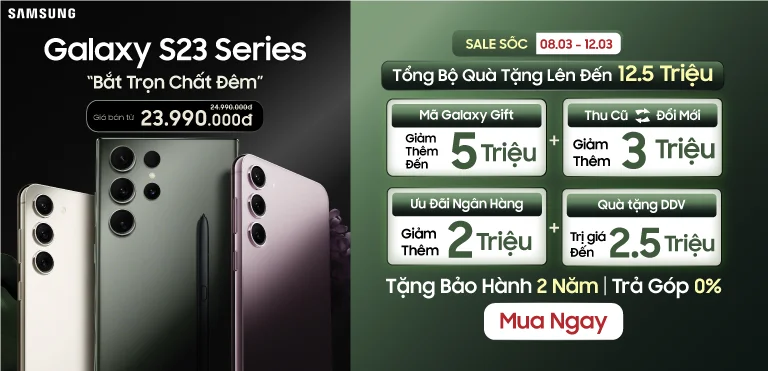 SAMSUNG
Galaxy S23 Series
"Bắt Trọn Chất Đêm"
24.990.000đ
Giá bán từ 23.990.000đ
SALE SỐC 08.03 - 12.03
Tổng Bộ Quà Tặng Lên Đến 12.5 Triệu
Mã Galaxy Gift
Giảm Thêm Đến 5 Triệu
+
Thu Cũ Đổi Mới
Giảm Thêm 3 Triệu
Ưu Đãi Ngân Hàng
Giảm Thêm 2 Triệu
+
Quà tặng DDV
Trị giá Đến 2.5 Triệu
Tặng Bảo Hành 2 Năm | Trả Góp 0%
Mua Ngay